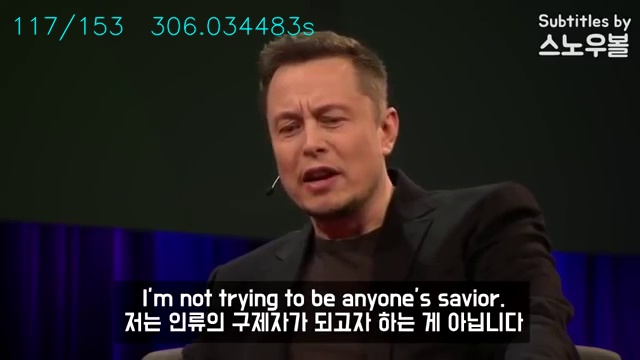 117/153 306.034483s
Subtitles by
스노우볼
I'm not trying to be anyone's savior.
저는 인류의 구제자가 되고자 하는 게 아닙니다